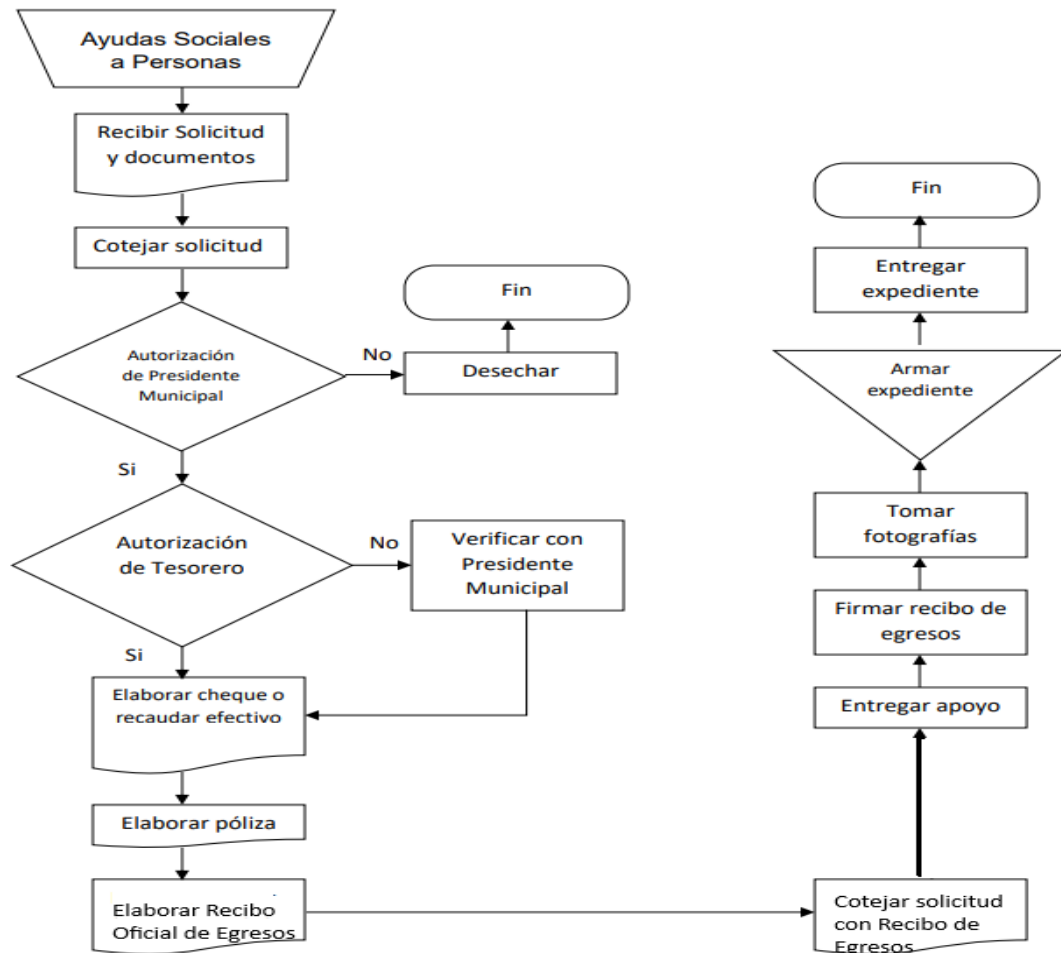 Ayudas Sociales
a Personas
Recibir Solicitud
y documentos
Cotejar solicitud
Autorización
de Presidente
Municipal
No
Desechar
Fin
Si
Autorización
de Tesorero
No
Verificar con
Presidente
Municipal
Si
Elaborar cheque o
recaudar efectivo
Elaborar póliza
Elaborar Recibo
Oficial de Egresos
Cotejar solicitud
con Recibo de
Egresos
Entregar apoyo
Firmar recibo de
egresos
Tomar
fotografías
Armar
expediente
Entregar
expediente
Fin